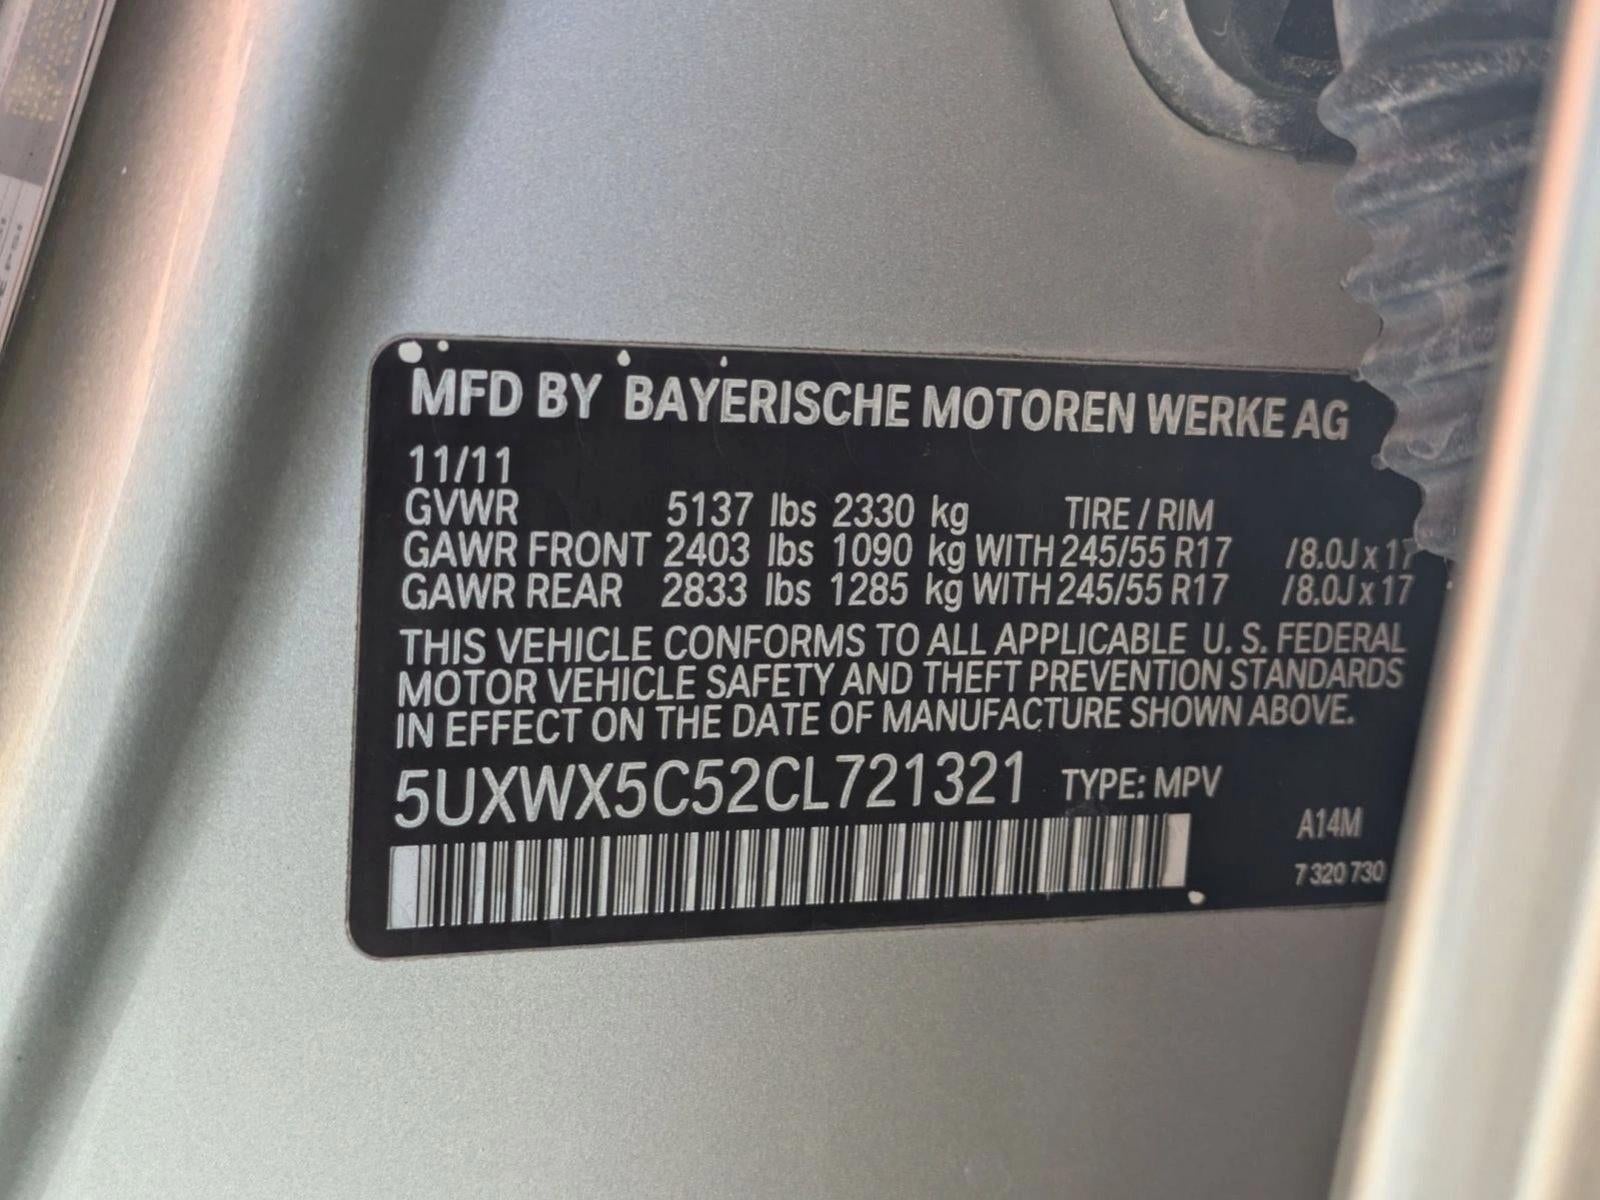 MFD BY BAYERISCHE MOTOREN WERKE AG
11/11
GVWR 5137 lbs 2330 kg TIRE / RIM
GAWR FRONT 2403 lbs 1090 kg WITH 245/55 R17 /8.0J x 17
GAWR REAR 2833 lbs 1285 kg WITH 245/55 R17 /8.0J x 17
THIS VEHICLE CONFORMS TO ALL APPLICABLE U. S. FEDERAL
MOTOR VEHICLE SAFETY AND THEFT PREVENTION STANDARDS
IN EFFECT ON THE DATE OF MANUFACTURE SHOWN ABOVE.
5UXWX5C52CL721321 TYPE: MPV
A14M
7 320 730